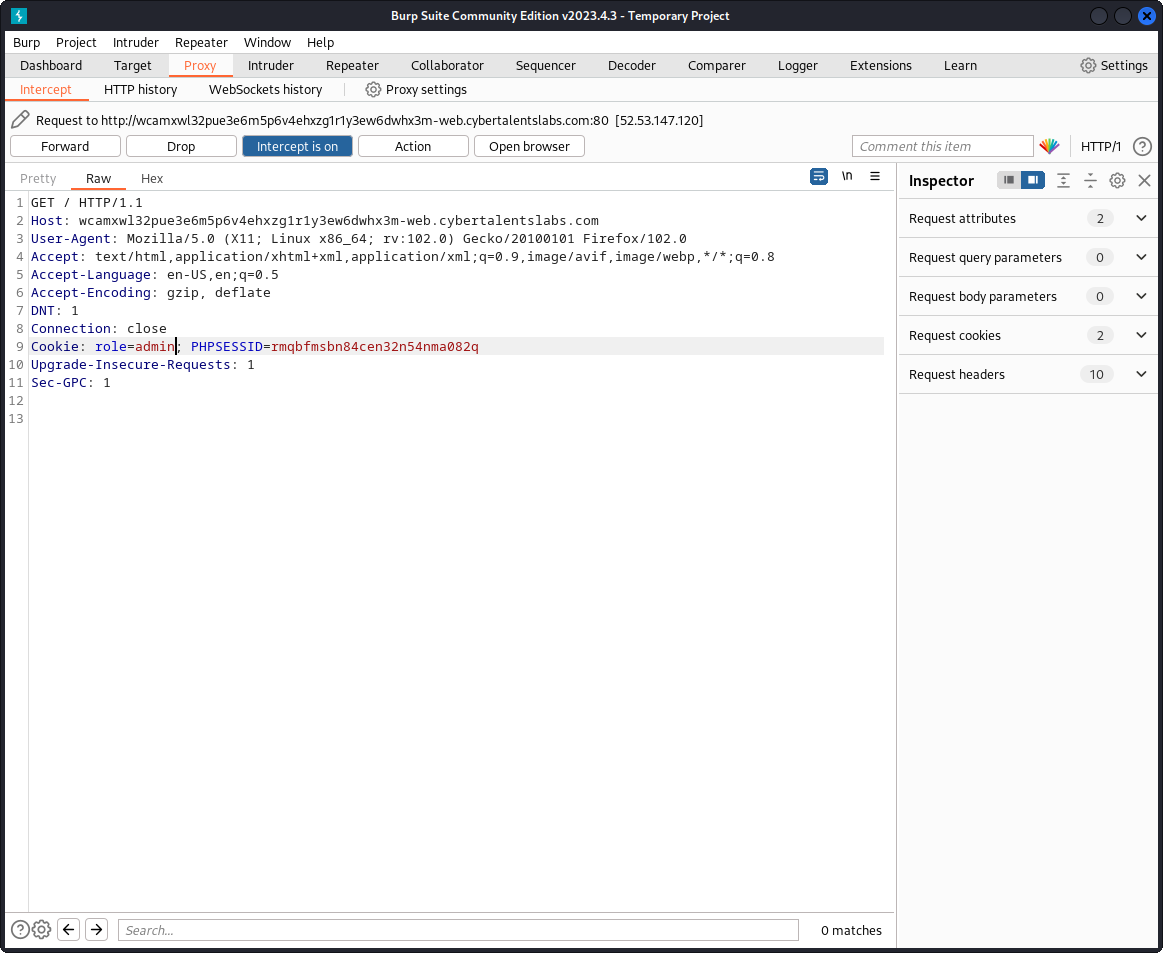 Burp Suite Community Edition v2023.4.3 - Temporary Project
Burp Project Intruder Repeater Window Help
Dashboard Target Proxy Intruder Repeater Collaborator Sequencer Decoder Comparer Logger Extensions Learn Settings
Intercept HTTP history WebSockets history Proxy settings
Request to http://wcamxwl32pue3e6m5p6v4ehxzg1r1y3ew6dwhx3m-web.cybertalentslabs.com:80 [52.53.147.120]
Forward Drop Intercept is on Action Open browser Comment this item HTTP/1 ?
Pretty Raw Hex \n
Inspector
1 GET / HTTP/1.1
2 Host: wcamxwl32pue3e6m5p6v4ehxzg1r1y3ew6dwhx3m-web.cybertalentslabs.com
3 User-Agent: Mozilla/5.0 (X11; Linux x86_64; rv:102.0) Gecko/20100101 Firefox/102.0
4 Accept: text/html,application/xhtml+xml,application/xml;q=0.9,image/avif,image/webp,*/*;q=0.8
5 Accept-Language: en-US,en;q=0.5
6 Accept-Encoding: gzip, deflate
7 DNT: 1
8 Connection: close
9 Cookie: role=admin; PHPSESSID=rmqbfmsbn84cen32n54nma082q
10 Upgrade-Insecure-Requests: 1
11 Sec-GPC: 1
12
13
Request attributes 2
Request query parameters 0
Request body parameters 0
Request cookies 2
Request headers 10
? Search... 0 matches